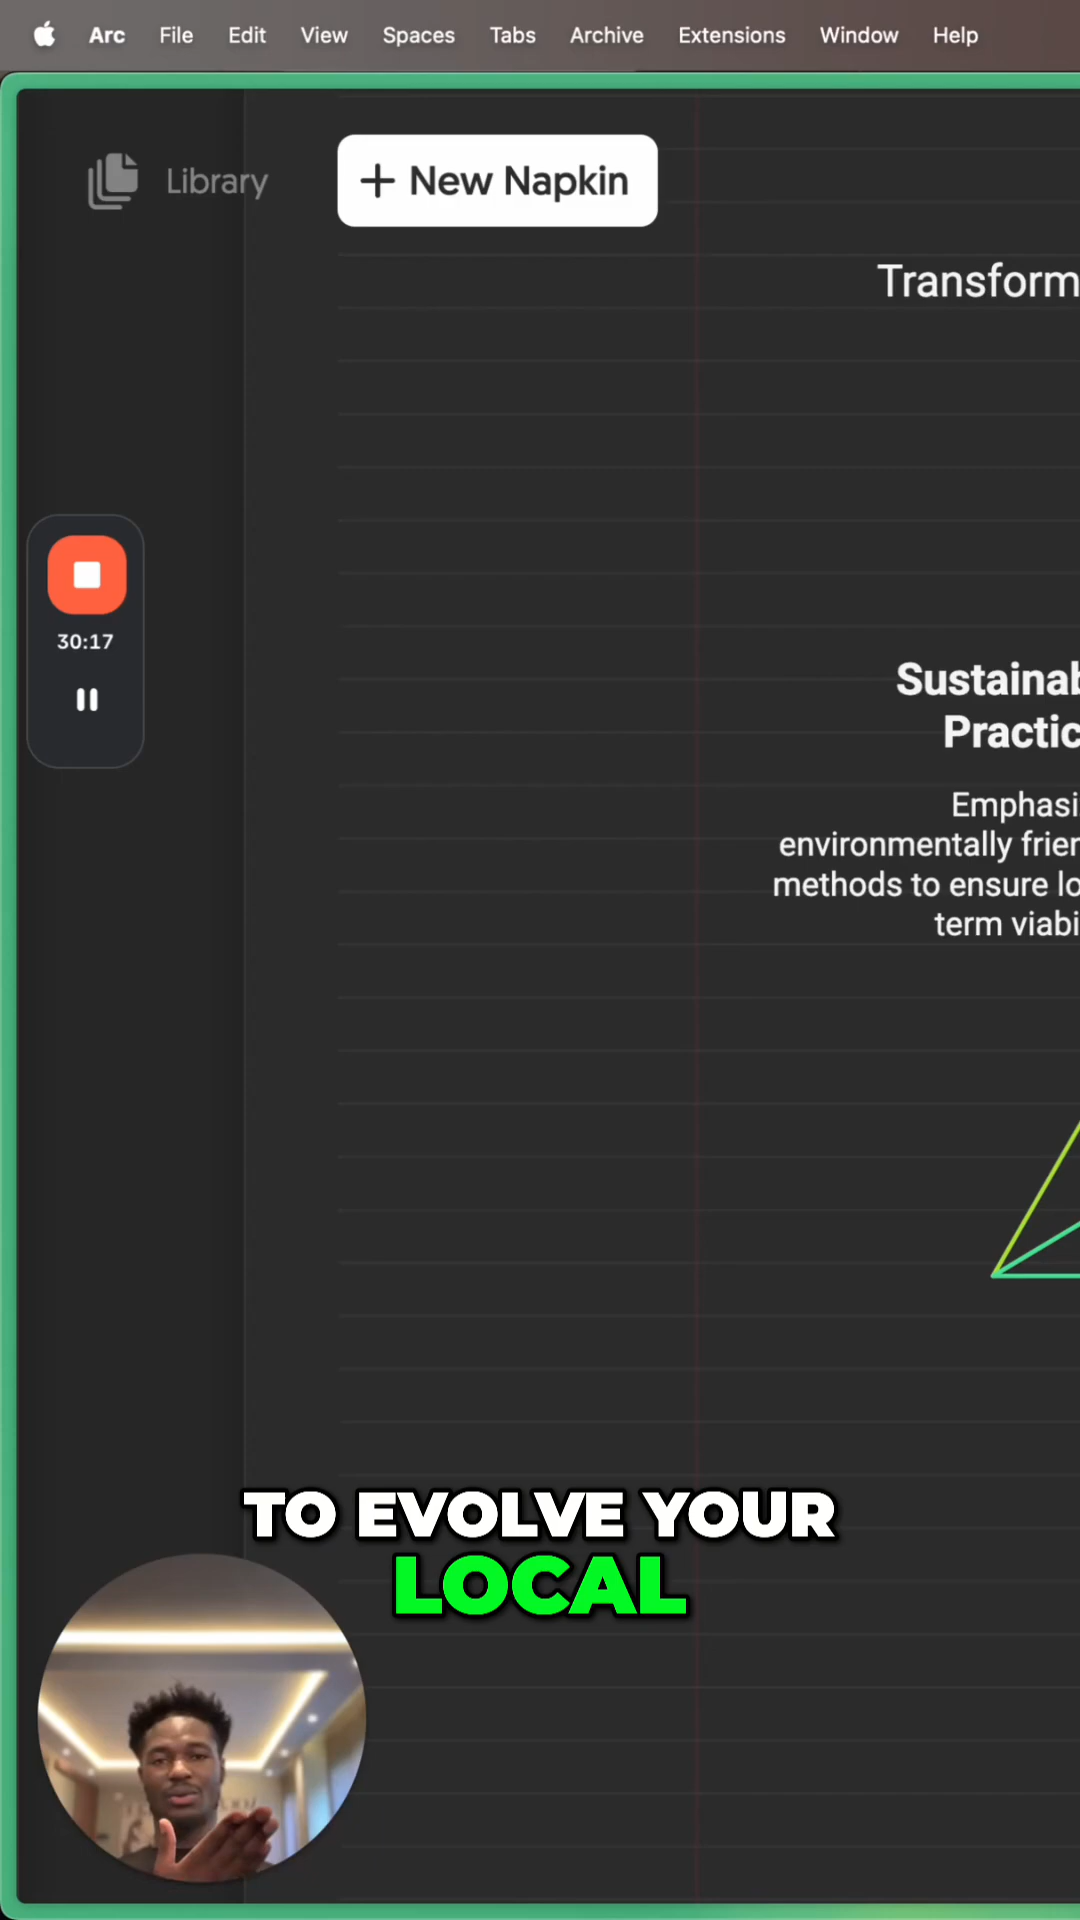 Arc File Edit View Spaces Tabs Archive Extensions Window Help
Library
+ New Napkin
Transform
30:17
Sustainab
Practic
Emphasi
environmentally frien
methods to ensure lo
term viabi
TO EVOLVE YOUR
LOCAL